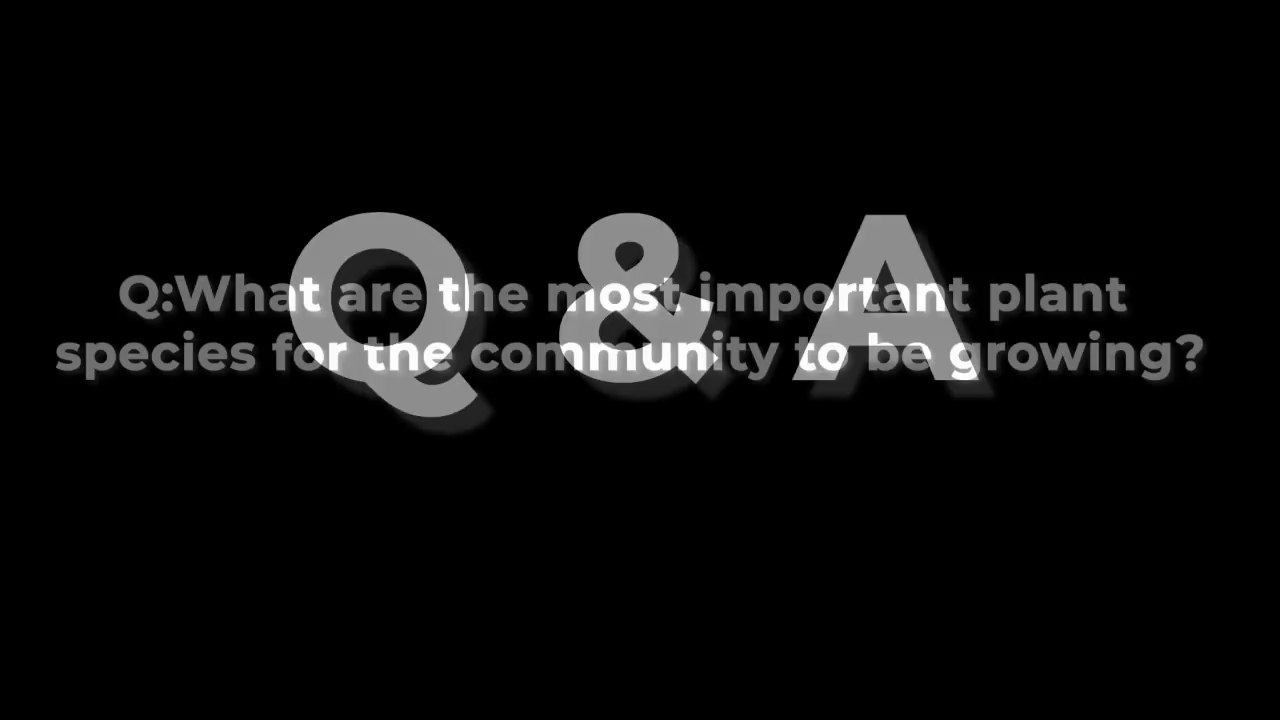 Q & A
Q:What are the most important plant
species for the community to be growing?